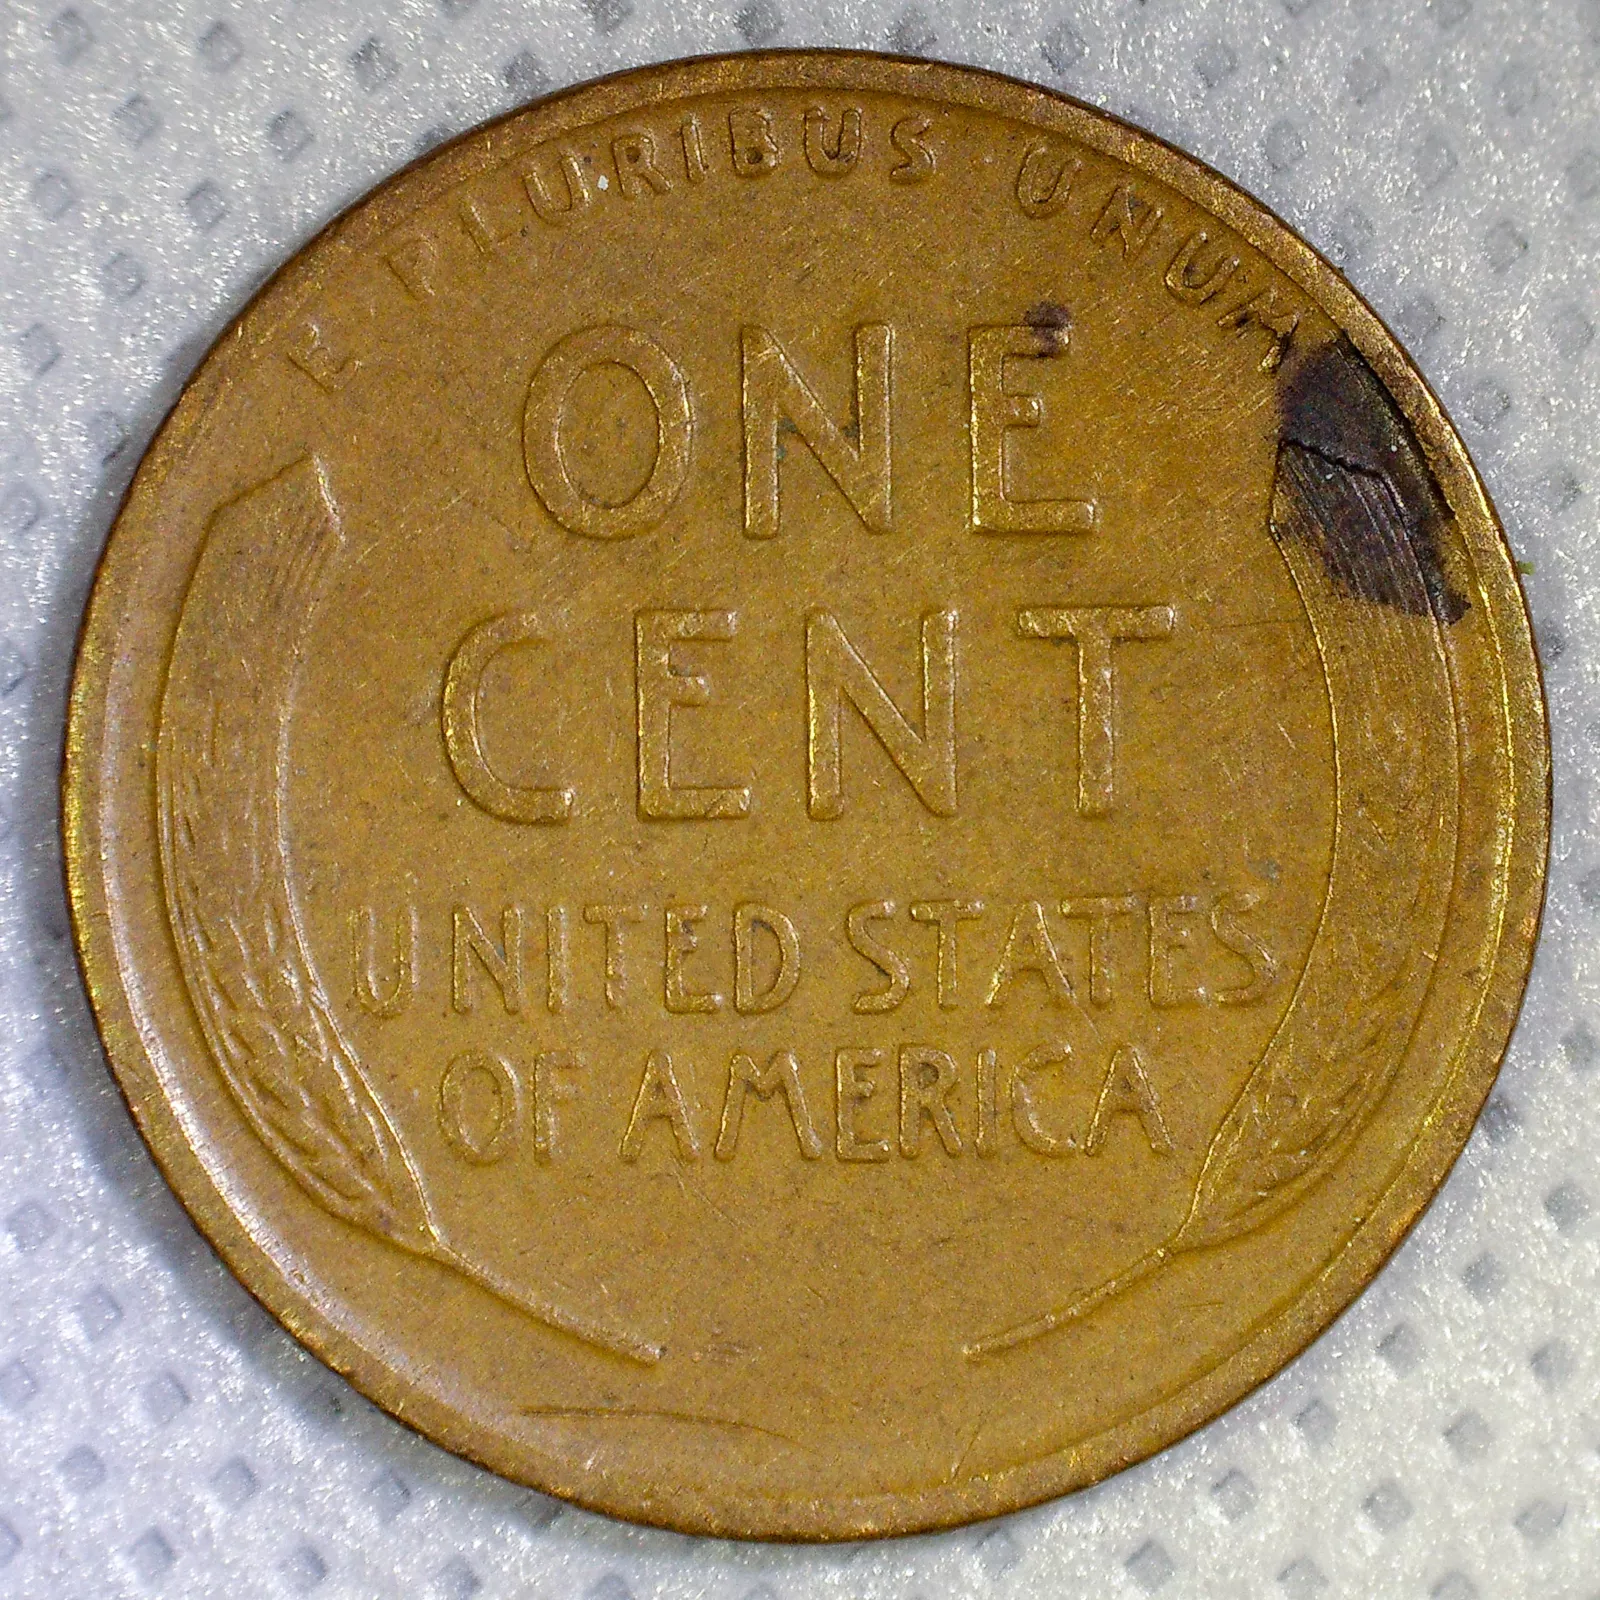 E PLURIBUS UNUM
ONE
CENT
UNITED STATES
OF AMERICA